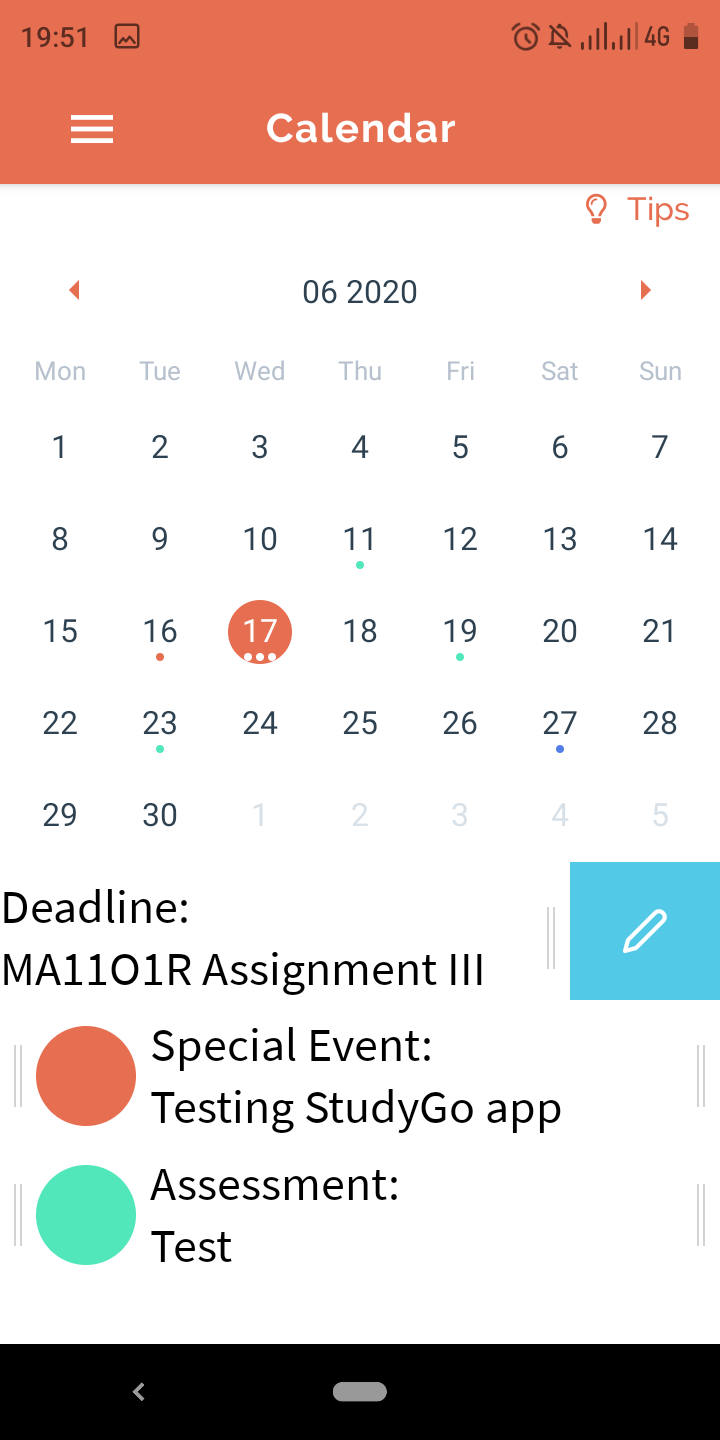 19:51 4G
Calendar
Tips
06 2020
Mon Tue Wed Thu Fri Sat Sun
1 2 3 4 5 6 7
8 9 10 11 12 13 14
15 16 17 18 19 20 21
22 23 24 25 26 27 28
29 30 1 2 3 4 5
Deadline:
MA11O1R Assignment III
Special Event:
Testing StudyGo app
Assessment:
Test